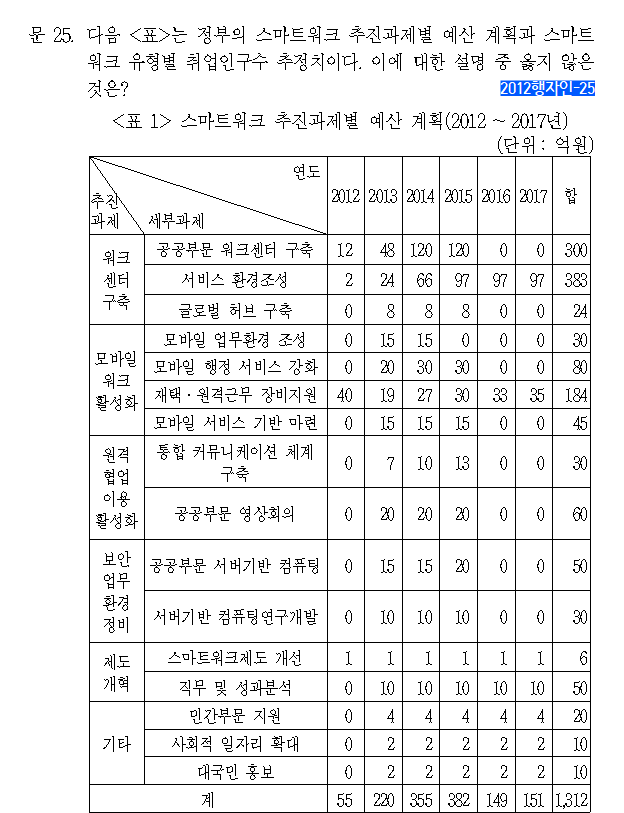 문 25. 다음 <표>는 정부의 스마트워크 추진과제별 예산 계획과 스마트
워크 유형별 취업인구수 추정치이다. 이에 대한 설명 중 옳지 않은
것은?
2012행자인-25
<표 1> 스마트워크 추진과제별 예산 계획(2012 ~ 2017년)
(단위 : 억원)
추진과제 세부과제 연도 2012 2013 2014 2015 2016 2017 합
워크
센터
구축
공공부문 워크센터 구축 12 48 120 120 0 0 300
서비스 환경조성 2 24 66 97 97 97 383
글로벌 허브 구축 0 8 8 8 0 0 24
모바일
워크
활성화
모바일 업무환경 조성 0 15 15 0 0 0 30
모바일 행정 서비스 강화 0 20 30 30 0 0 80
재택·원격근무 장비지원 40 19 27 30 33 35 184
모바일 서비스 기반 마련 0 15 15 15 0 0 45
원격
협업
이용
활성화
통합 커뮤니케이션 체계
구축 0 7 10 13 0 0 30
공공부문 영상회의 0 20 20 20 0 0 60
보안
업무
환경
정비
공공부문 서버기반 컴퓨팅 0 15 15 20 0 0 50
서버기반 컴퓨팅연구개발 0 10 10 10 0 0 30
제도
개혁
스마트워크제도 개선 1 1 1 1 1 1 6
직무 및 성과분석 0 10 10 10 10 10 50
기타
민간부문 지원 0 4 4 4 4 4 20
사회적 일자리 확대 0 2 2 2 2 2 10
대국민 홍보 0 2 2 2 2 2 10
계 55 220 355 382 149 151 1,312